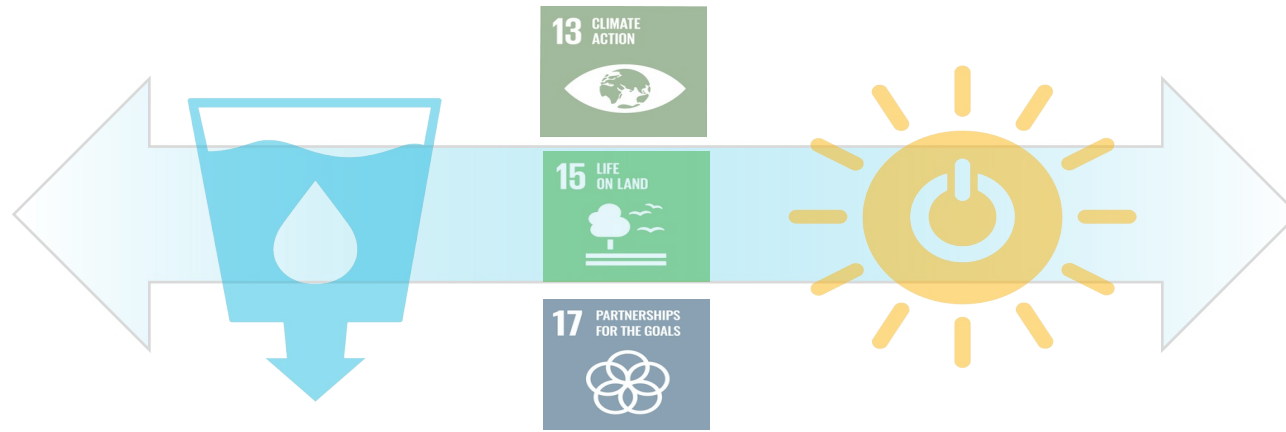 13 CLIMATE
ACTION
15 LIFE
ON LAND
17 PARTNERSHIPS
FOR THE GOALS